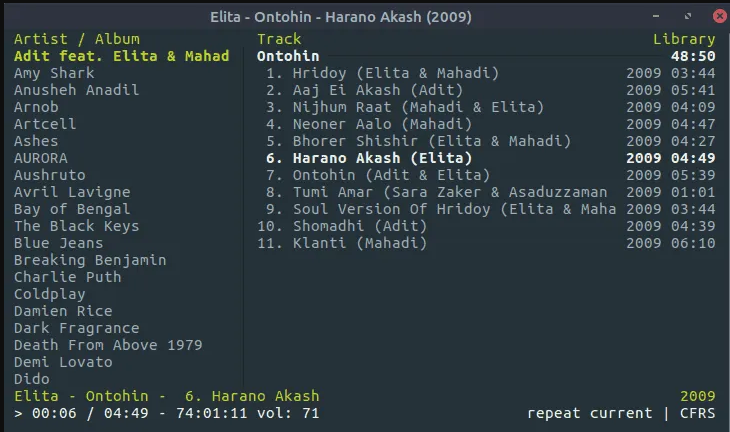 Elita - Ontohin - Harano Akash (2009)
Artist / Album Track Library
Adit feat. Elita & Mahad Ontohin 48:50
Amy Shark 1. Hridoy (Elita & Mahadi) 2009 03:44
Anusheh Anadil 2. Aaj Ei Akash (Adit) 2009 05:41
Arnob 3. Nijhum Raat (Mahadi & Elita) 2009 04:09
Artcell 4. Neoner Aalo (Mahadi) 2009 04:47
Ashes 5. Bhorer Shishir (Elita & Mahadi) 2009 04:27
AURORA 6. Harano Akash (Elita) 2009 04:49
Aushruto 7. Ontohin (Adit & Elita) 2009 05:39
Avril Lavigne 8. Tumi Amar (Sara Zaker & Asaduzzaman 2009 01:01
Bay of Bengal 9. Soul Version Of Hridoy (Elita & Maha 2009 03:44
The Black Keys 10. Shomadhi (Adit) 2009 04:39
Blue Jeans 11. Klanti (Mahadi) 2009 06:10
Breaking Benjamin
Charlie Puth
Coldplay
Damien Rice
Dark Fragrance
Death From Above 1979
Demi Lovato
Dido
Elita - Ontohin - 6. Harano Akash 2009
> 00:06 / 04:49 - 74:01:11 vol: 71 repeat current | CFRS